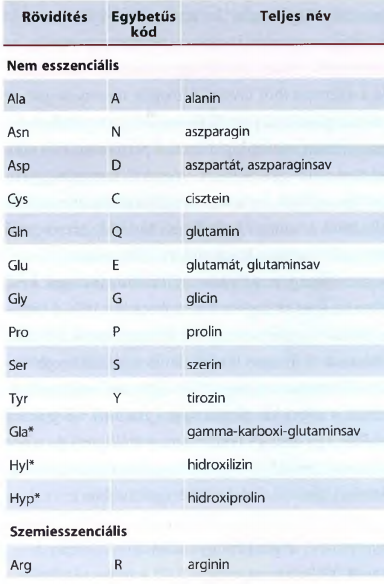 Rövidítés Egybetűs kód Teljes név
Nem esszenciális
Ala A alanin
Asn N aszparagin
Asp D aszpartát, aszparaginsav
Cys C cisztein
Gln Q glutamin
Glu E glutamát, glutaminsav
Gly G glicin
Pro P prolin
Ser S szerin
Tyr Y tirozin
Gla* gamma-karboxi-glutaminsav
Hyl* hidroxilizin
Hyp* hidroxiprolin
Szemiesszenciális
Arg R arginin